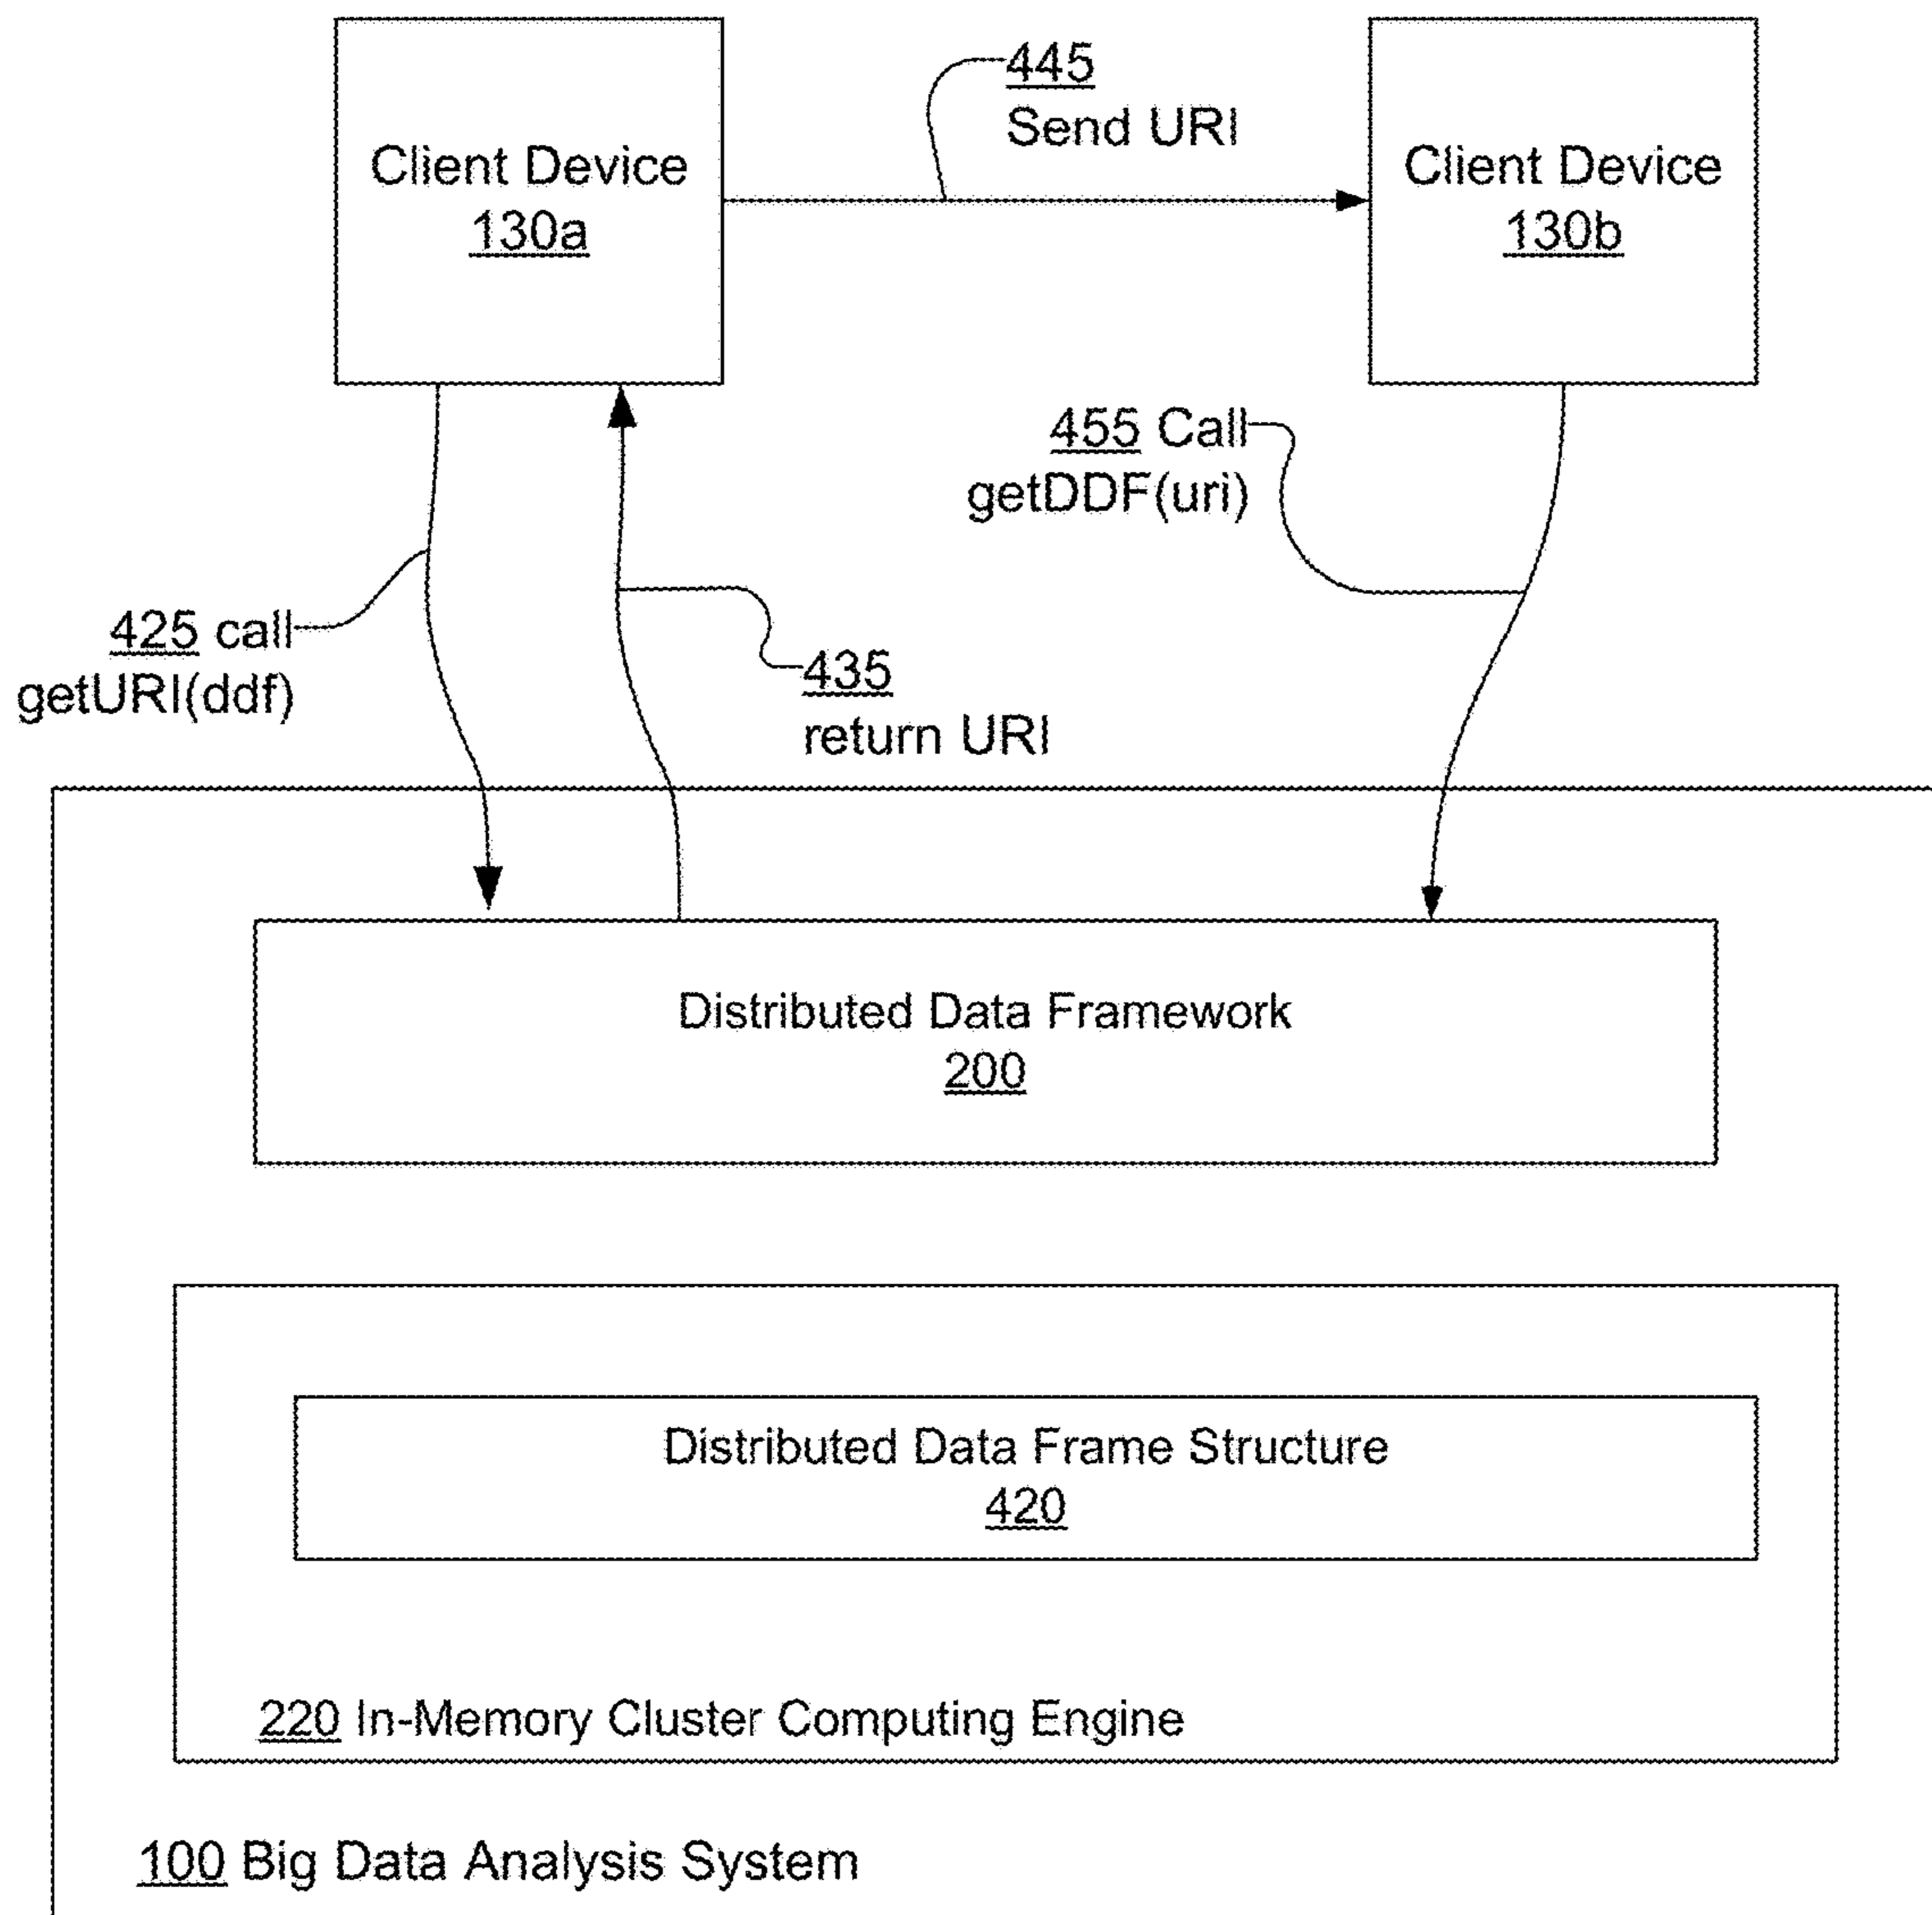 Client Device
130a
445
Send URI
Client Device
130b
425 call
getURI(ddf)
435
return URI
455 Call
getDDF(uri)
Distributed Data Framework
200
Distributed Data Frame Structure
420
220 In-Memory Cluster Computing Engine
100 Big Data Analysis System